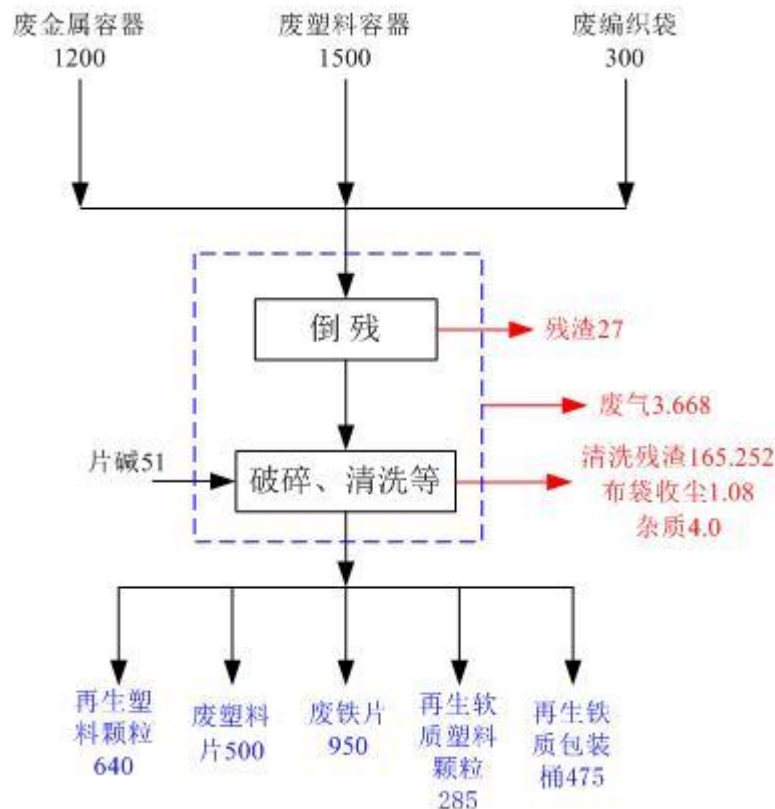 废金属容器
1200
废塑料容器
1500
废编织袋
300
倒 残
残渣27
废气3.668
片碱51
破碎、清洗等
清洗残渣165.252
布袋收尘1.08
杂质4.0
再生塑
料颗粒
640
废塑料
片500
废铁片
950
再生软
质塑料
颗粒
285
再生铁
质包装
桶475